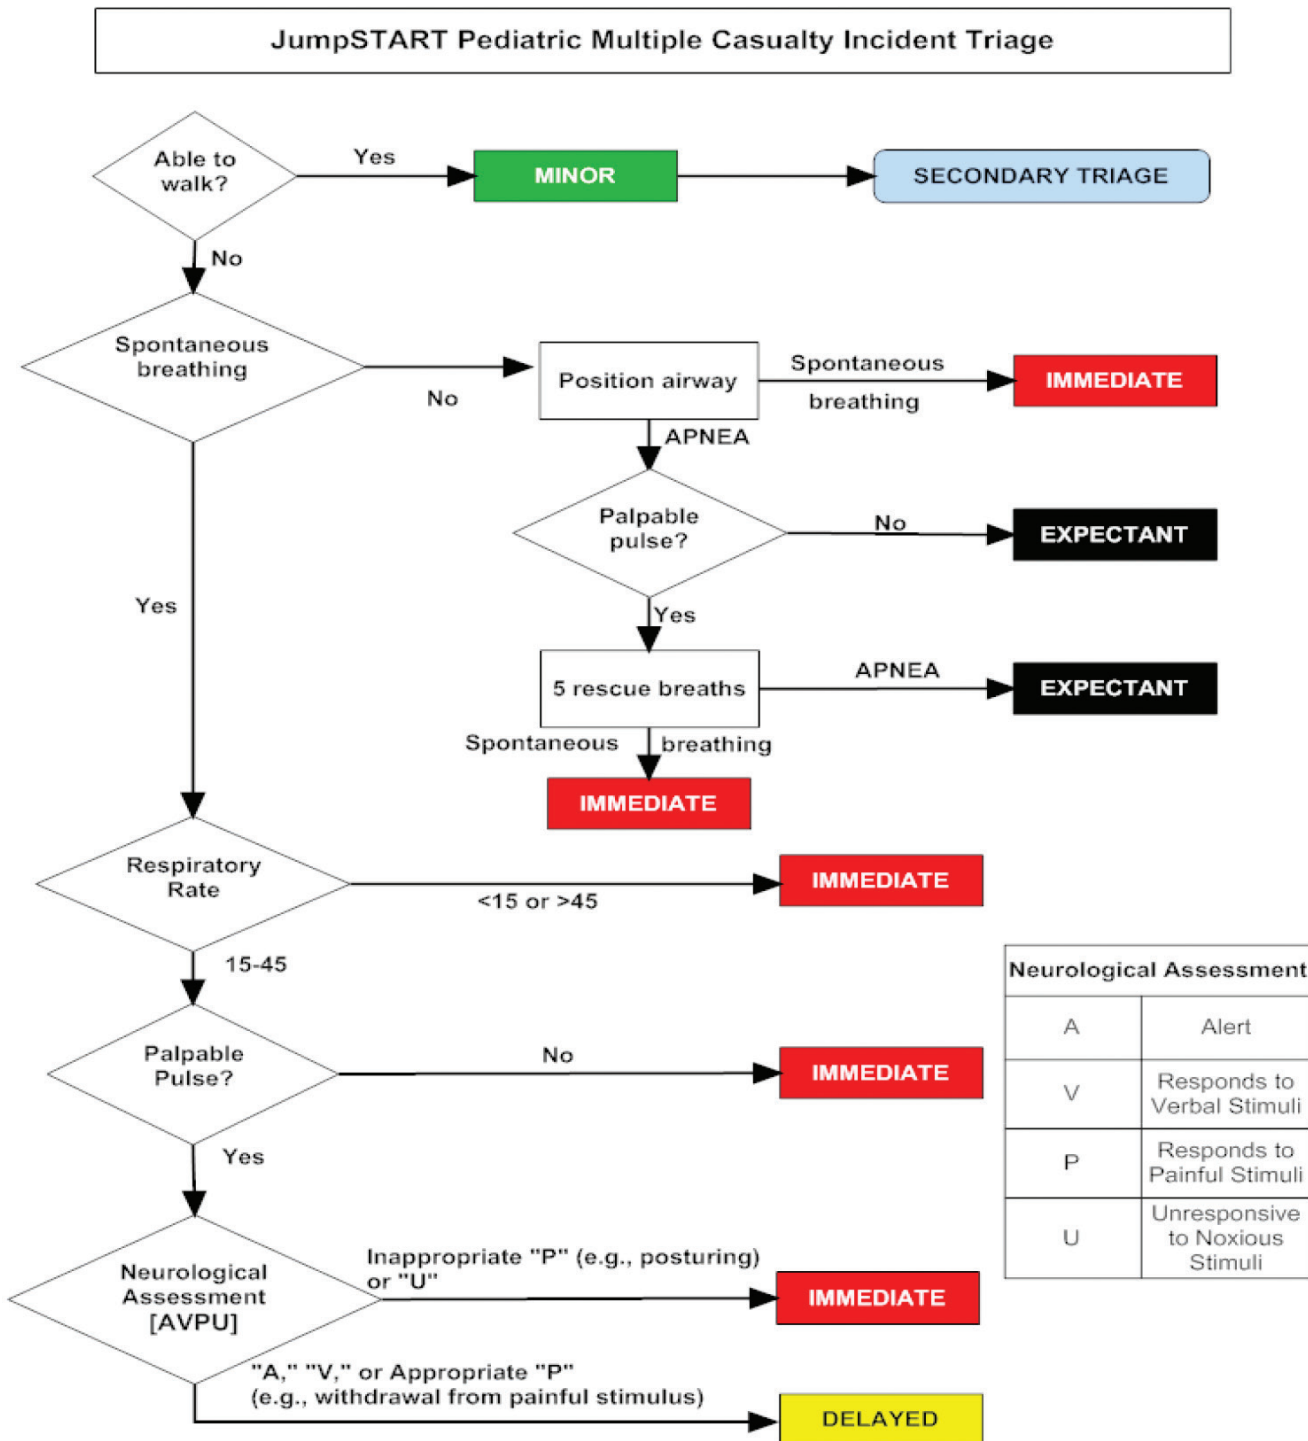 JumpSTART Pediatric Multiple Casualty Incident Triage
Able to
walk?
Yes
MINOR
SECONDARY TRIAGE
No
Spontaneous
breathing
No
Position airway
Spontaneous
breathing
IMMEDIATE
APNEA
Palpable
pulse?
No
EXPECTANT
Yes
Yes
5 rescue breaths
APNEA
EXPECTANT
Spontaneous breathing
IMMEDIATE
Respiratory
Rate
<15 or >45
IMMEDIATE
15-45
Palpable
Pulse?
No
IMMEDIATE
Yes
Neurological
Assessment
[AVPU]
Inappropriate "P" (e.g., posturing)
or "U"
IMMEDIATE
"A," "V," or Appropriate "P"
(e.g., withdrawal from painful stimulus)
DELAYED
Neurological Assessment
A Alert
V Responds to
Verbal Stimuli
P Responds to
Painful Stimuli
U Unresponsive
to Noxious
Stimuli